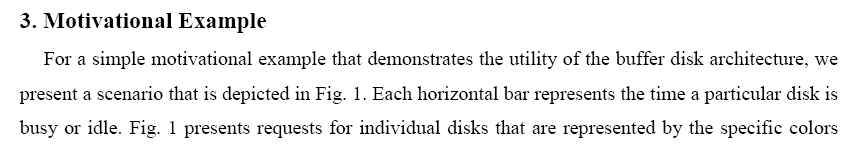 3. Motivational Example
For a simple motivational example that demonstrates the utility of the buffer disk architecture, we
present a scenario that is depicted in Fig. 1. Each horizontal bar represents the time a particular disk is
busy or idle. Fig. 1 presents requests for individual disks that are represented by the specific colors